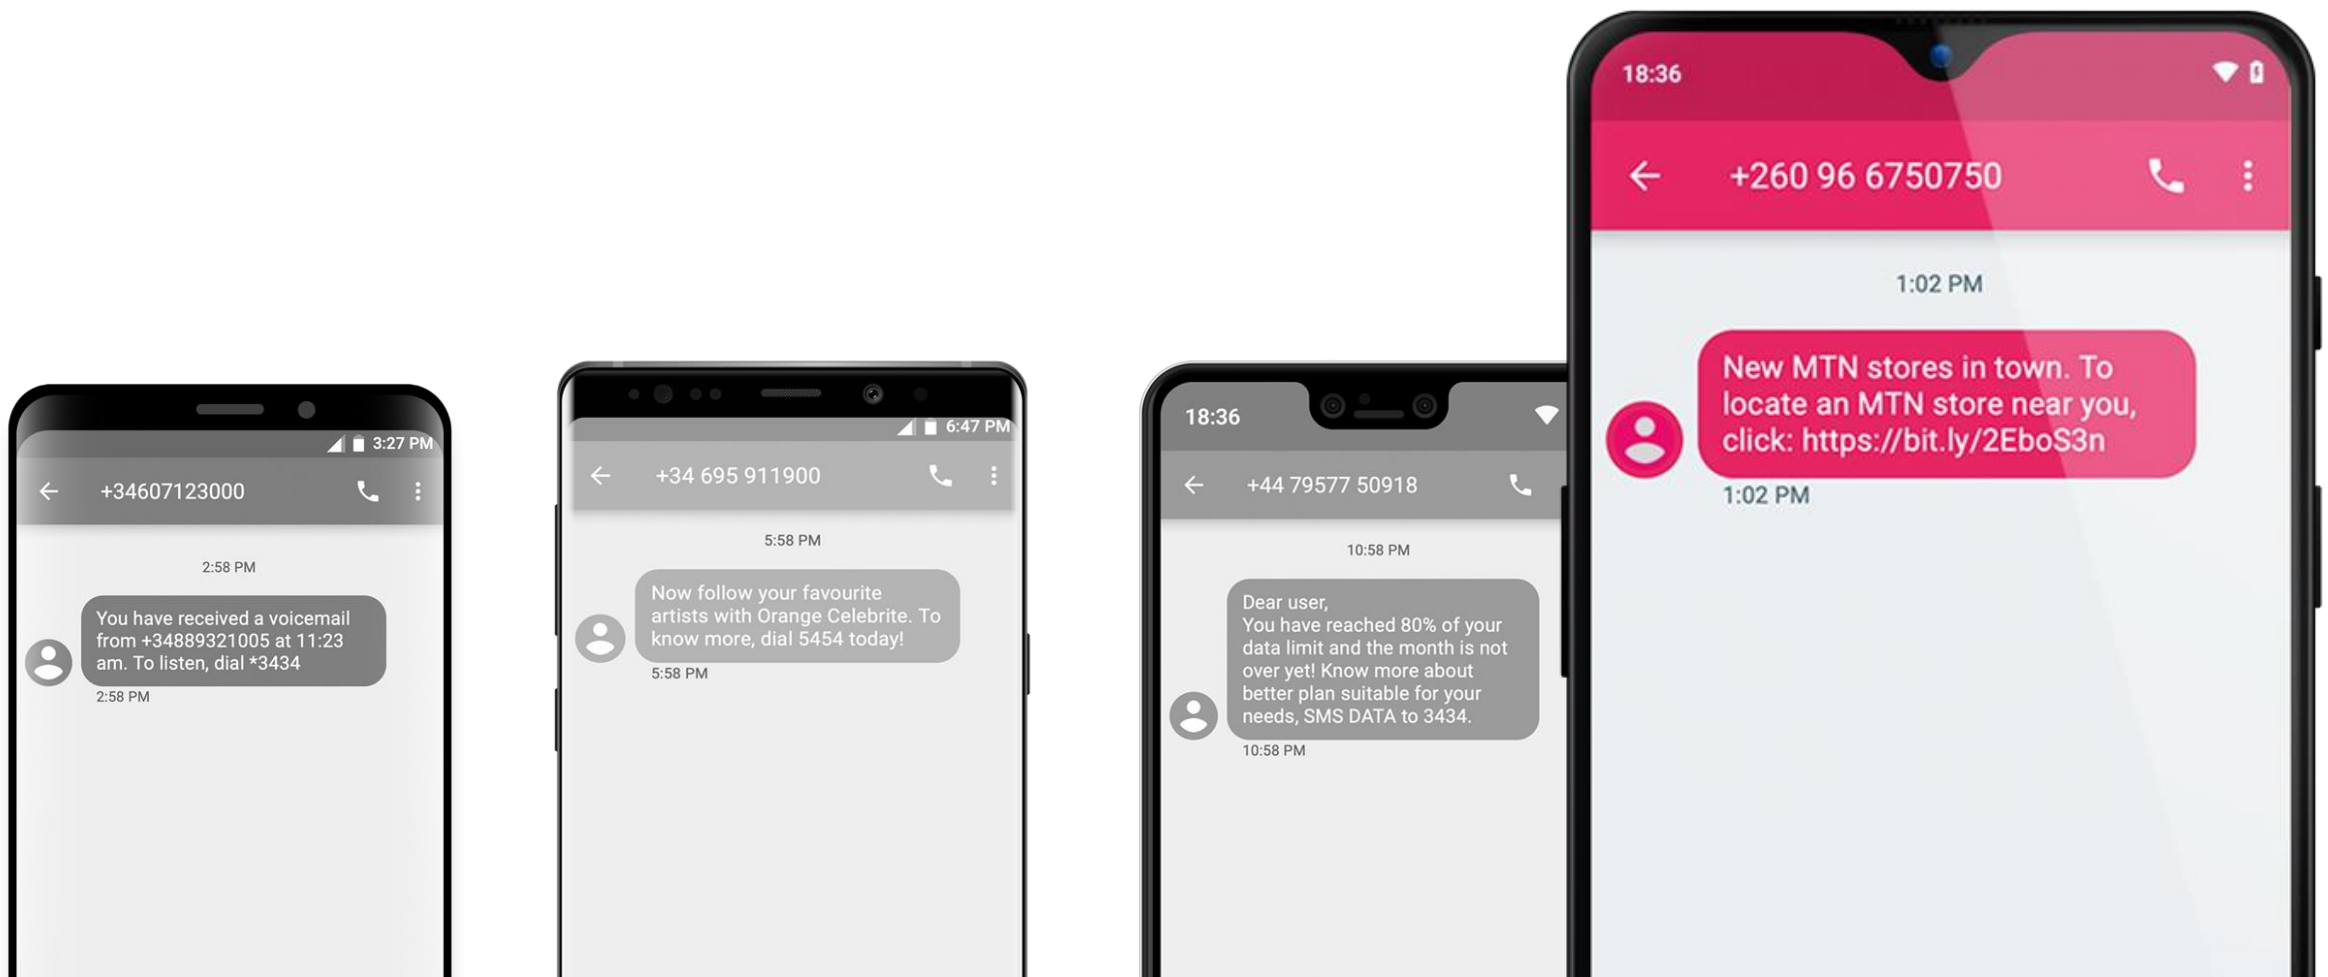 3:27 PM
+34607123000
2:58 PM
You have received a voicemail
from +34889321005 at 11:23
am. To listen, dial *3434
2:58 PM
6:47 PM
+34 695 911900
5:58 PM
Now follow your favourite
artists with Orange Celebrite. To
know more, dial 5454 today!
5:58 PM
18:36
+44 79577 50918
10:58 PM
Dear user,
You have reached 80% of your
data limit and the month is not
over yet! Know more about
better plan suitable for your
needs, SMS DATA to 3434.
10:58 PM
18:36
+260 96 6750750
1:02 PM
New MTN stores in town. To
locate an MTN store near you,
click: https://bit.ly/2EboS3n
1:02 PM